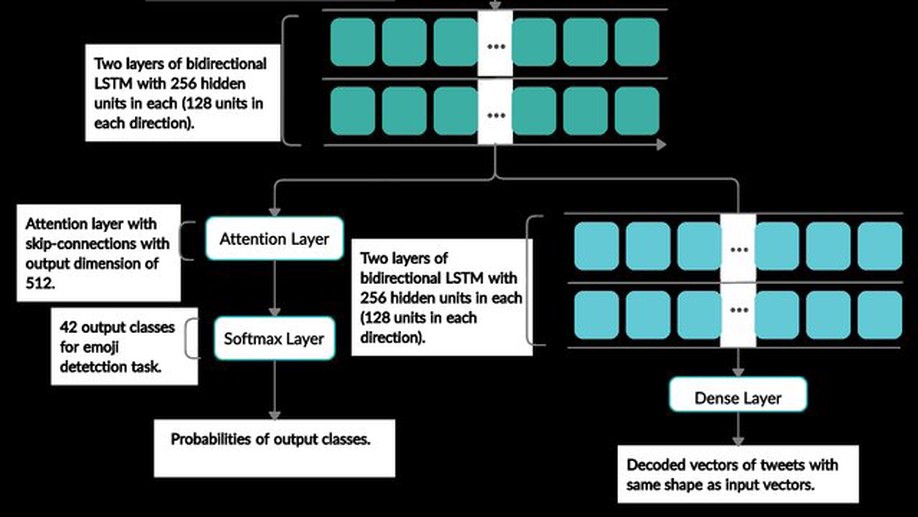 Two layers of bidirectional
LSTM with 256 hidden
units in each (128 units in
each direction).
Attention layer with
skip-connections with
output dimension of
512.
Attention Layer
Two layers of
bidirectional LSTM with
256 hidden units in each
(128 units in each
direction).
42 output classes
for emoji
detetction task.
Softmax Layer
Dense Layer
Probabilities of output classes.
Decoded vectors of tweets with
same shape as input vectors.